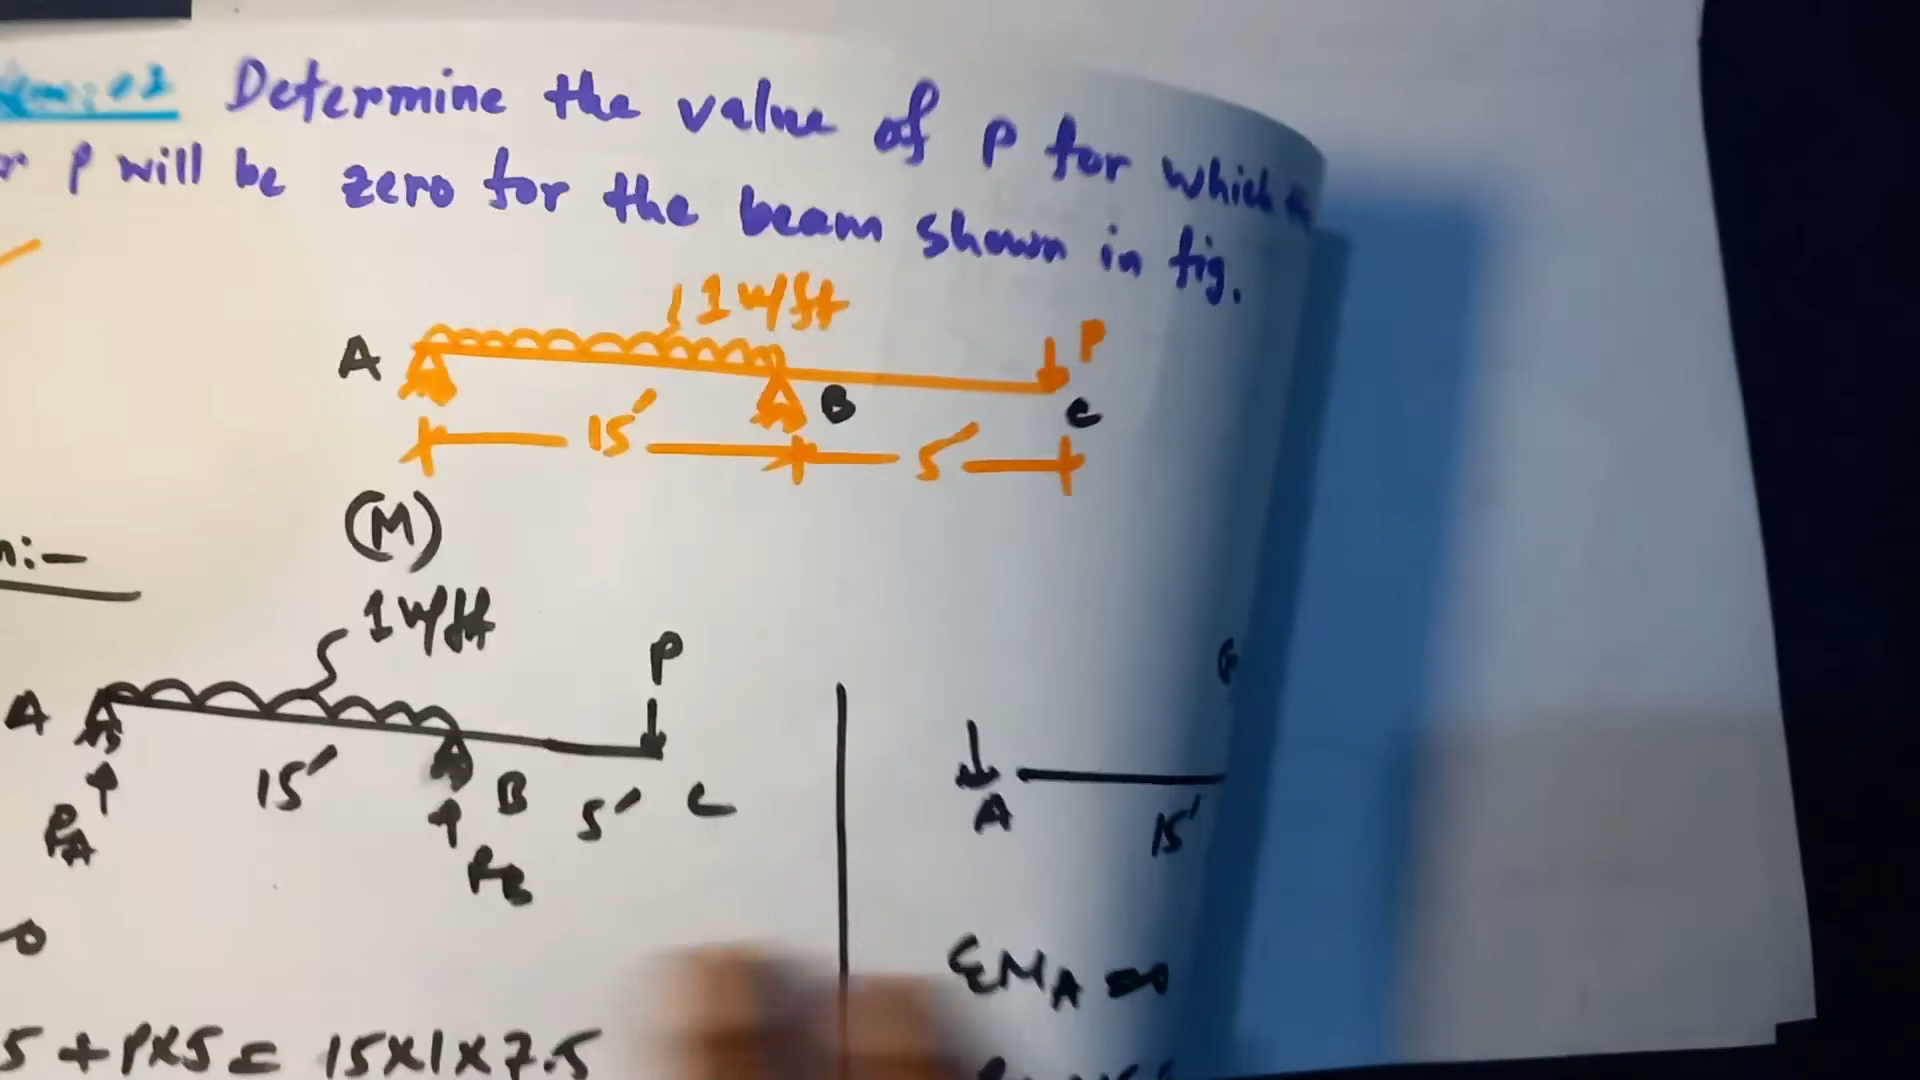 Determine the value of P for which
P will be zero for the beam shown in fig.
1 w/ft
P
A
B
C
15'
5'
(M)
n:-
1 w/ft
P
A
15'
B
5'
C
RA
RB
A
15'
ΣMA = 0
5 + P×5 = 15×1×7.5